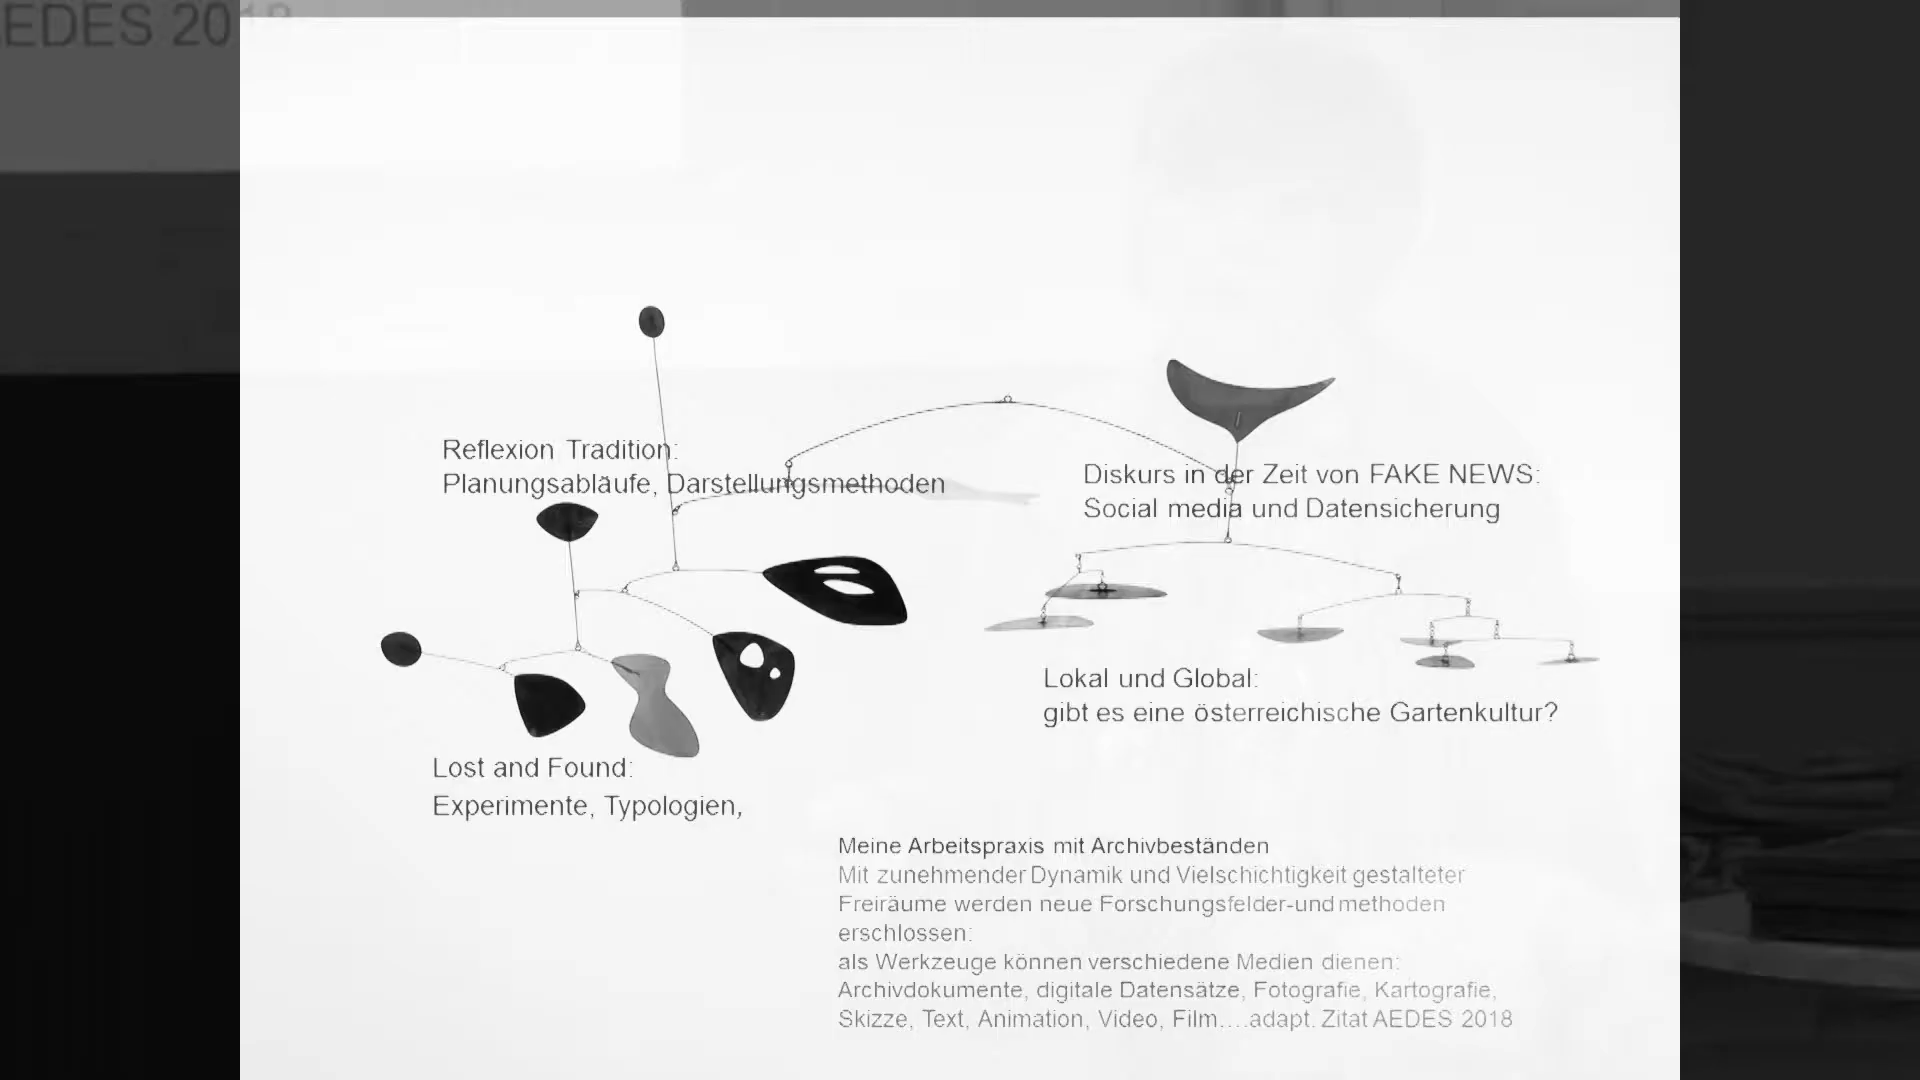 EDES 2018
Reflexion Tradition:
Planungsabläufe, Darstellungsmethoden
Diskurs in der Zeit von FAKE NEWS:
Social media und Datensicherung
Lokal und Global:
gibt es eine österreichische Gartenkultur?
Lost and Found:
Experimente, Typologien,
Meine Arbeitspraxis mit Archivbeständen
Mit zunehmender Dynamik und Vielschichtigkeit gestalteter
Freiräume werden neue Forschungsfelder-und methoden
erschlossen:
als Werkzeuge können verschiedene Medien dienen:
Archivdokumente, digitale Datensätze, Fotografie, Kartografie,
Skizze, Text, Animation, Video, Film....adapt. Zitat AEDES 2018